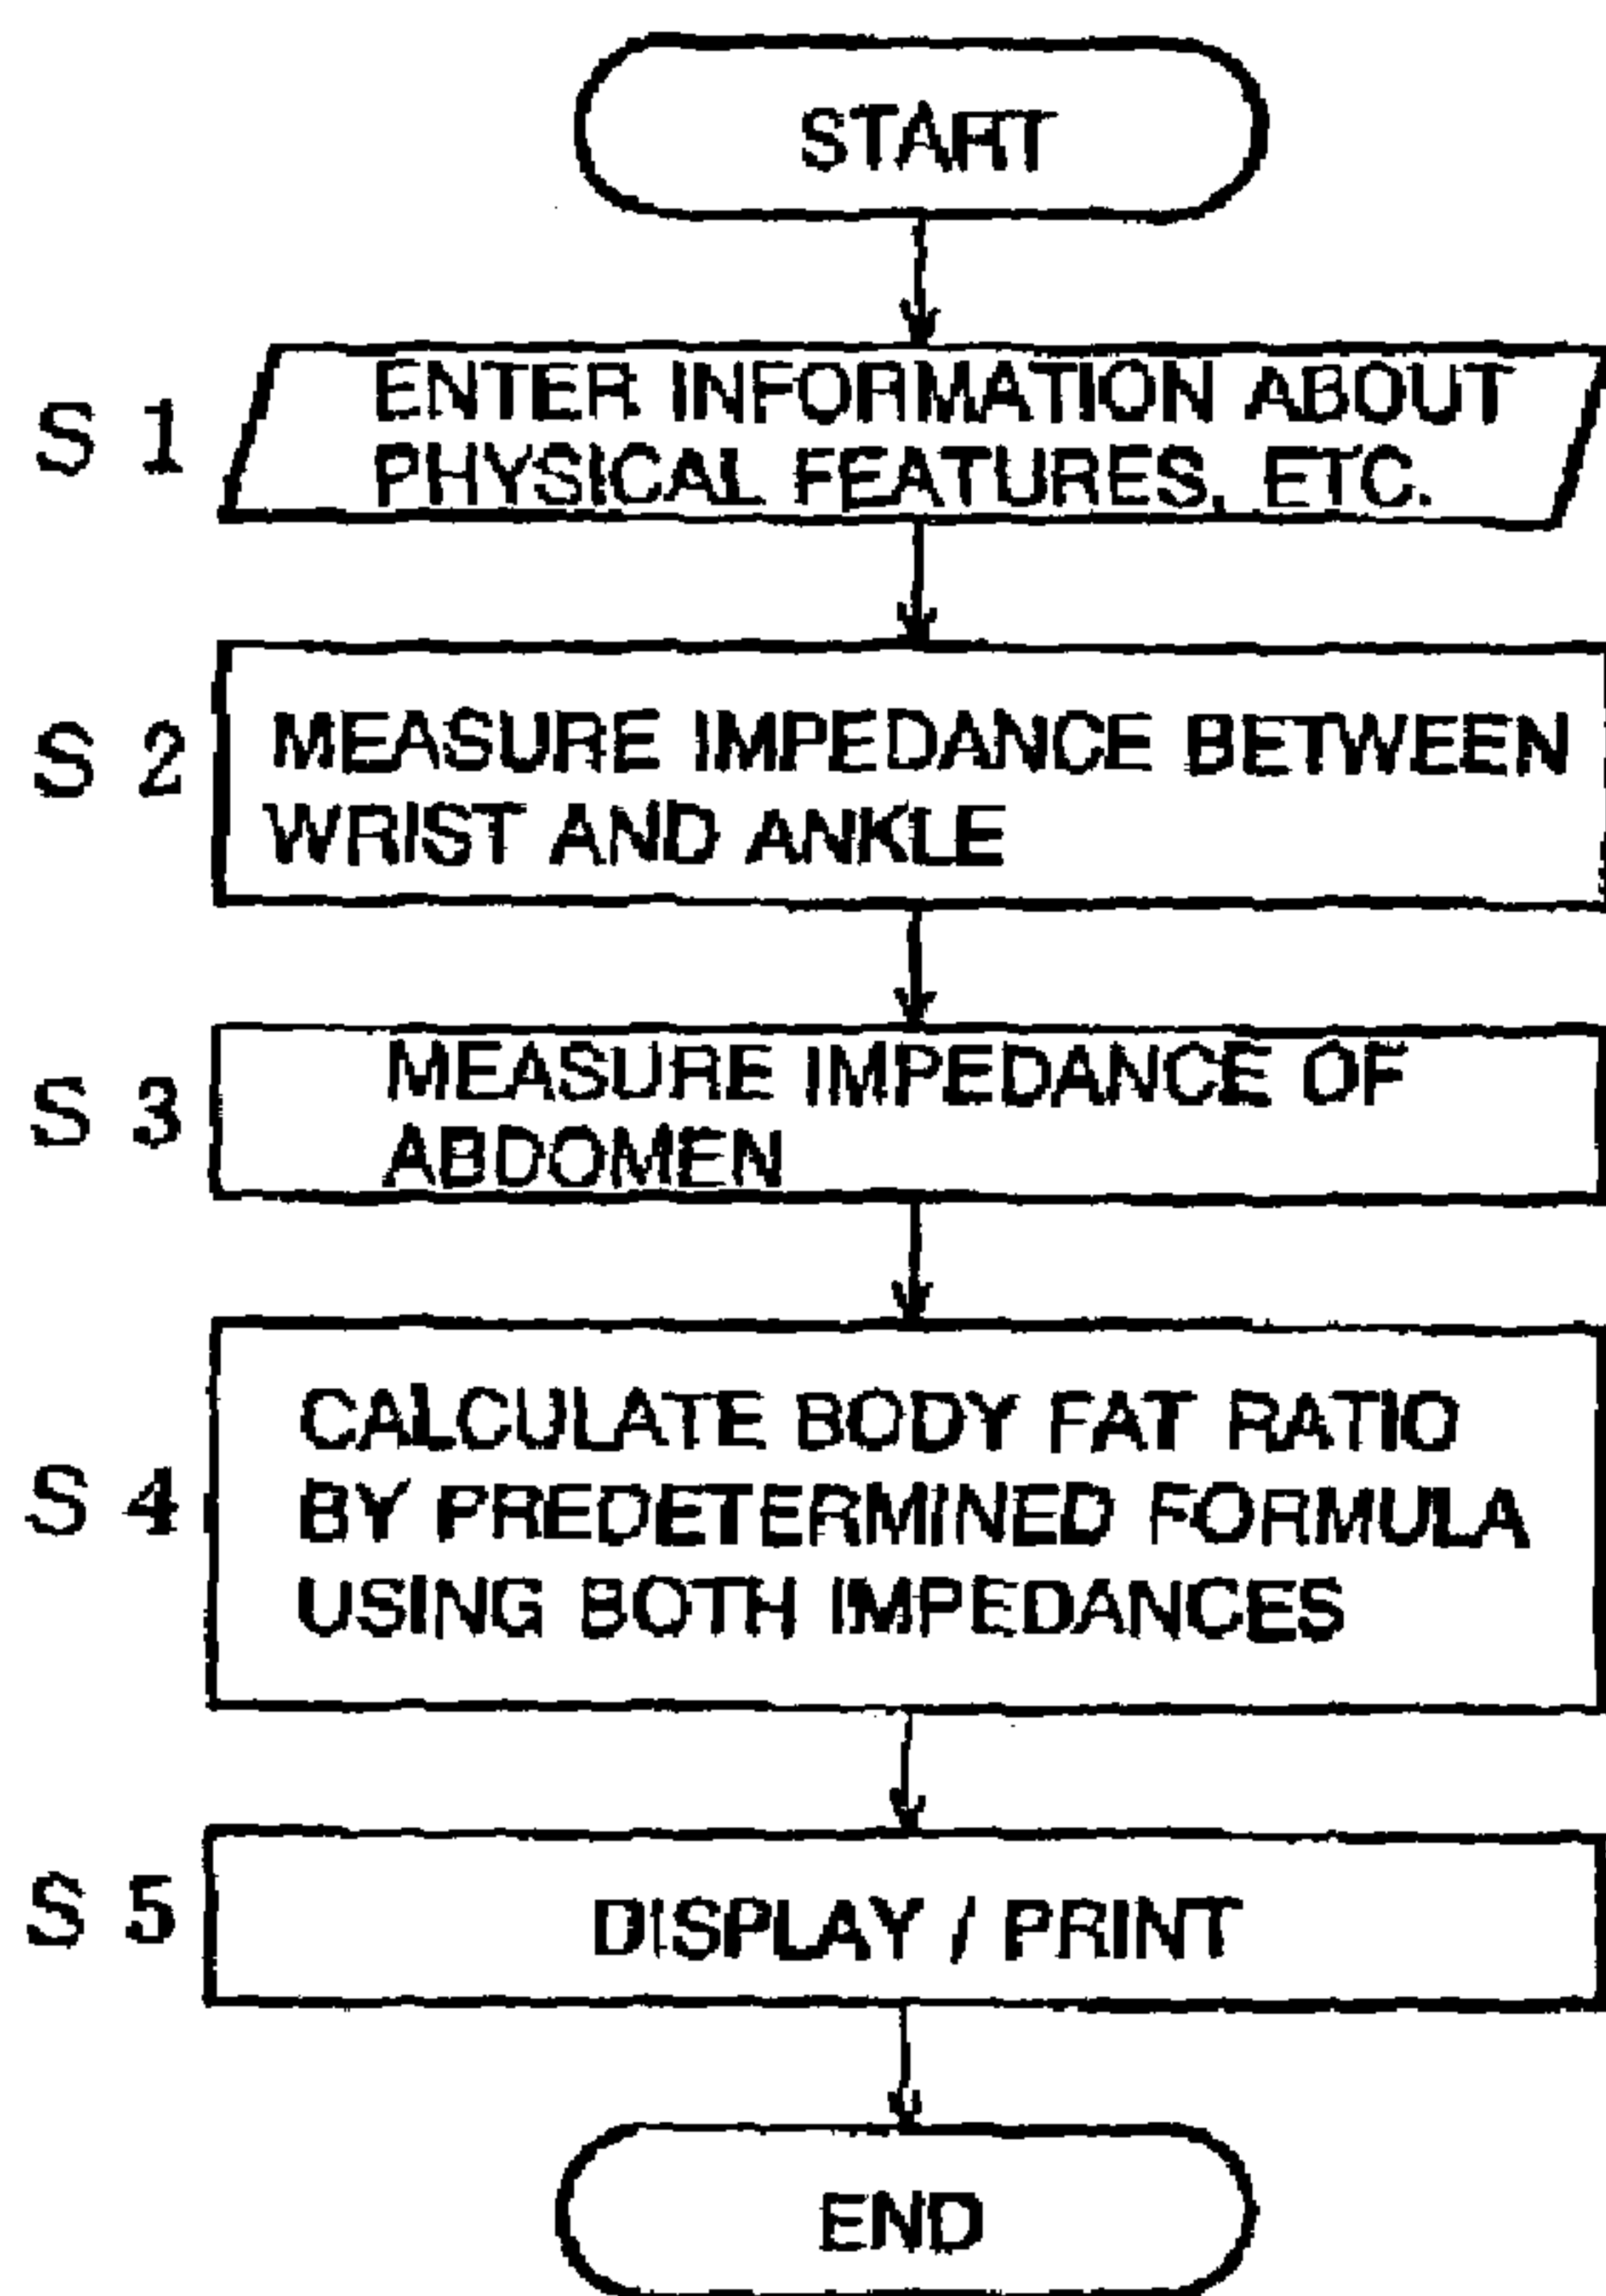 START
S 1
ENTER INFORMATION ABOUT
PHYSICAL FEATURES, ETC.
S 2
MEASURE IMPEDANCE BETWEEN
WRIST AND ANKLE
S 3
MEASURE IMPEDANCE OF
ABDOMEN
S 4
CALCULATE BODY FAT RATIO
BY PREDETERMINED FORMULA
USING BOTH IMPEDANCES
S 5
DISPLAY / PRINT
END